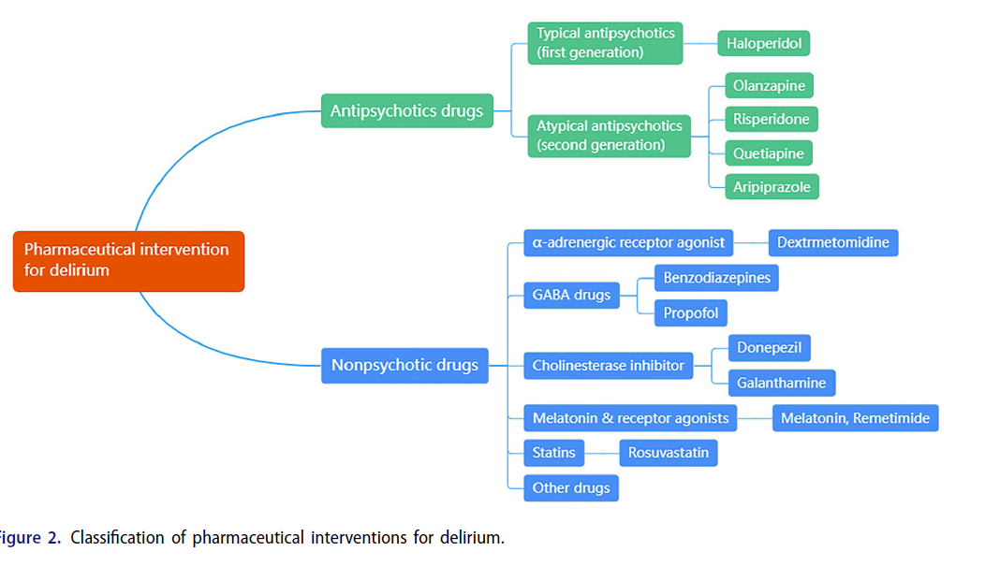 Pharmaceutical intervention
for delirium
Antipsychotics drugs
Typical antipsychotics
(first generation)
Haloperidol
Atypical antipsychotics
(second generation)
Olanzapine
Risperidone
Quetiapine
Aripiprazole
Nonpsychotic drugs
α-adrenergic receptor agonist
Dextrmetomidine
GABA drugs
Benzodiazepines
Propofol
Cholinesterase inhibitor
Donepezil
Galanthamine
Melatonin & receptor agonists
Melatonin, Remetimide
Statins
Rosuvastatin
Other drugs
igure 2. Classification of pharmaceutical interventions for delirium.